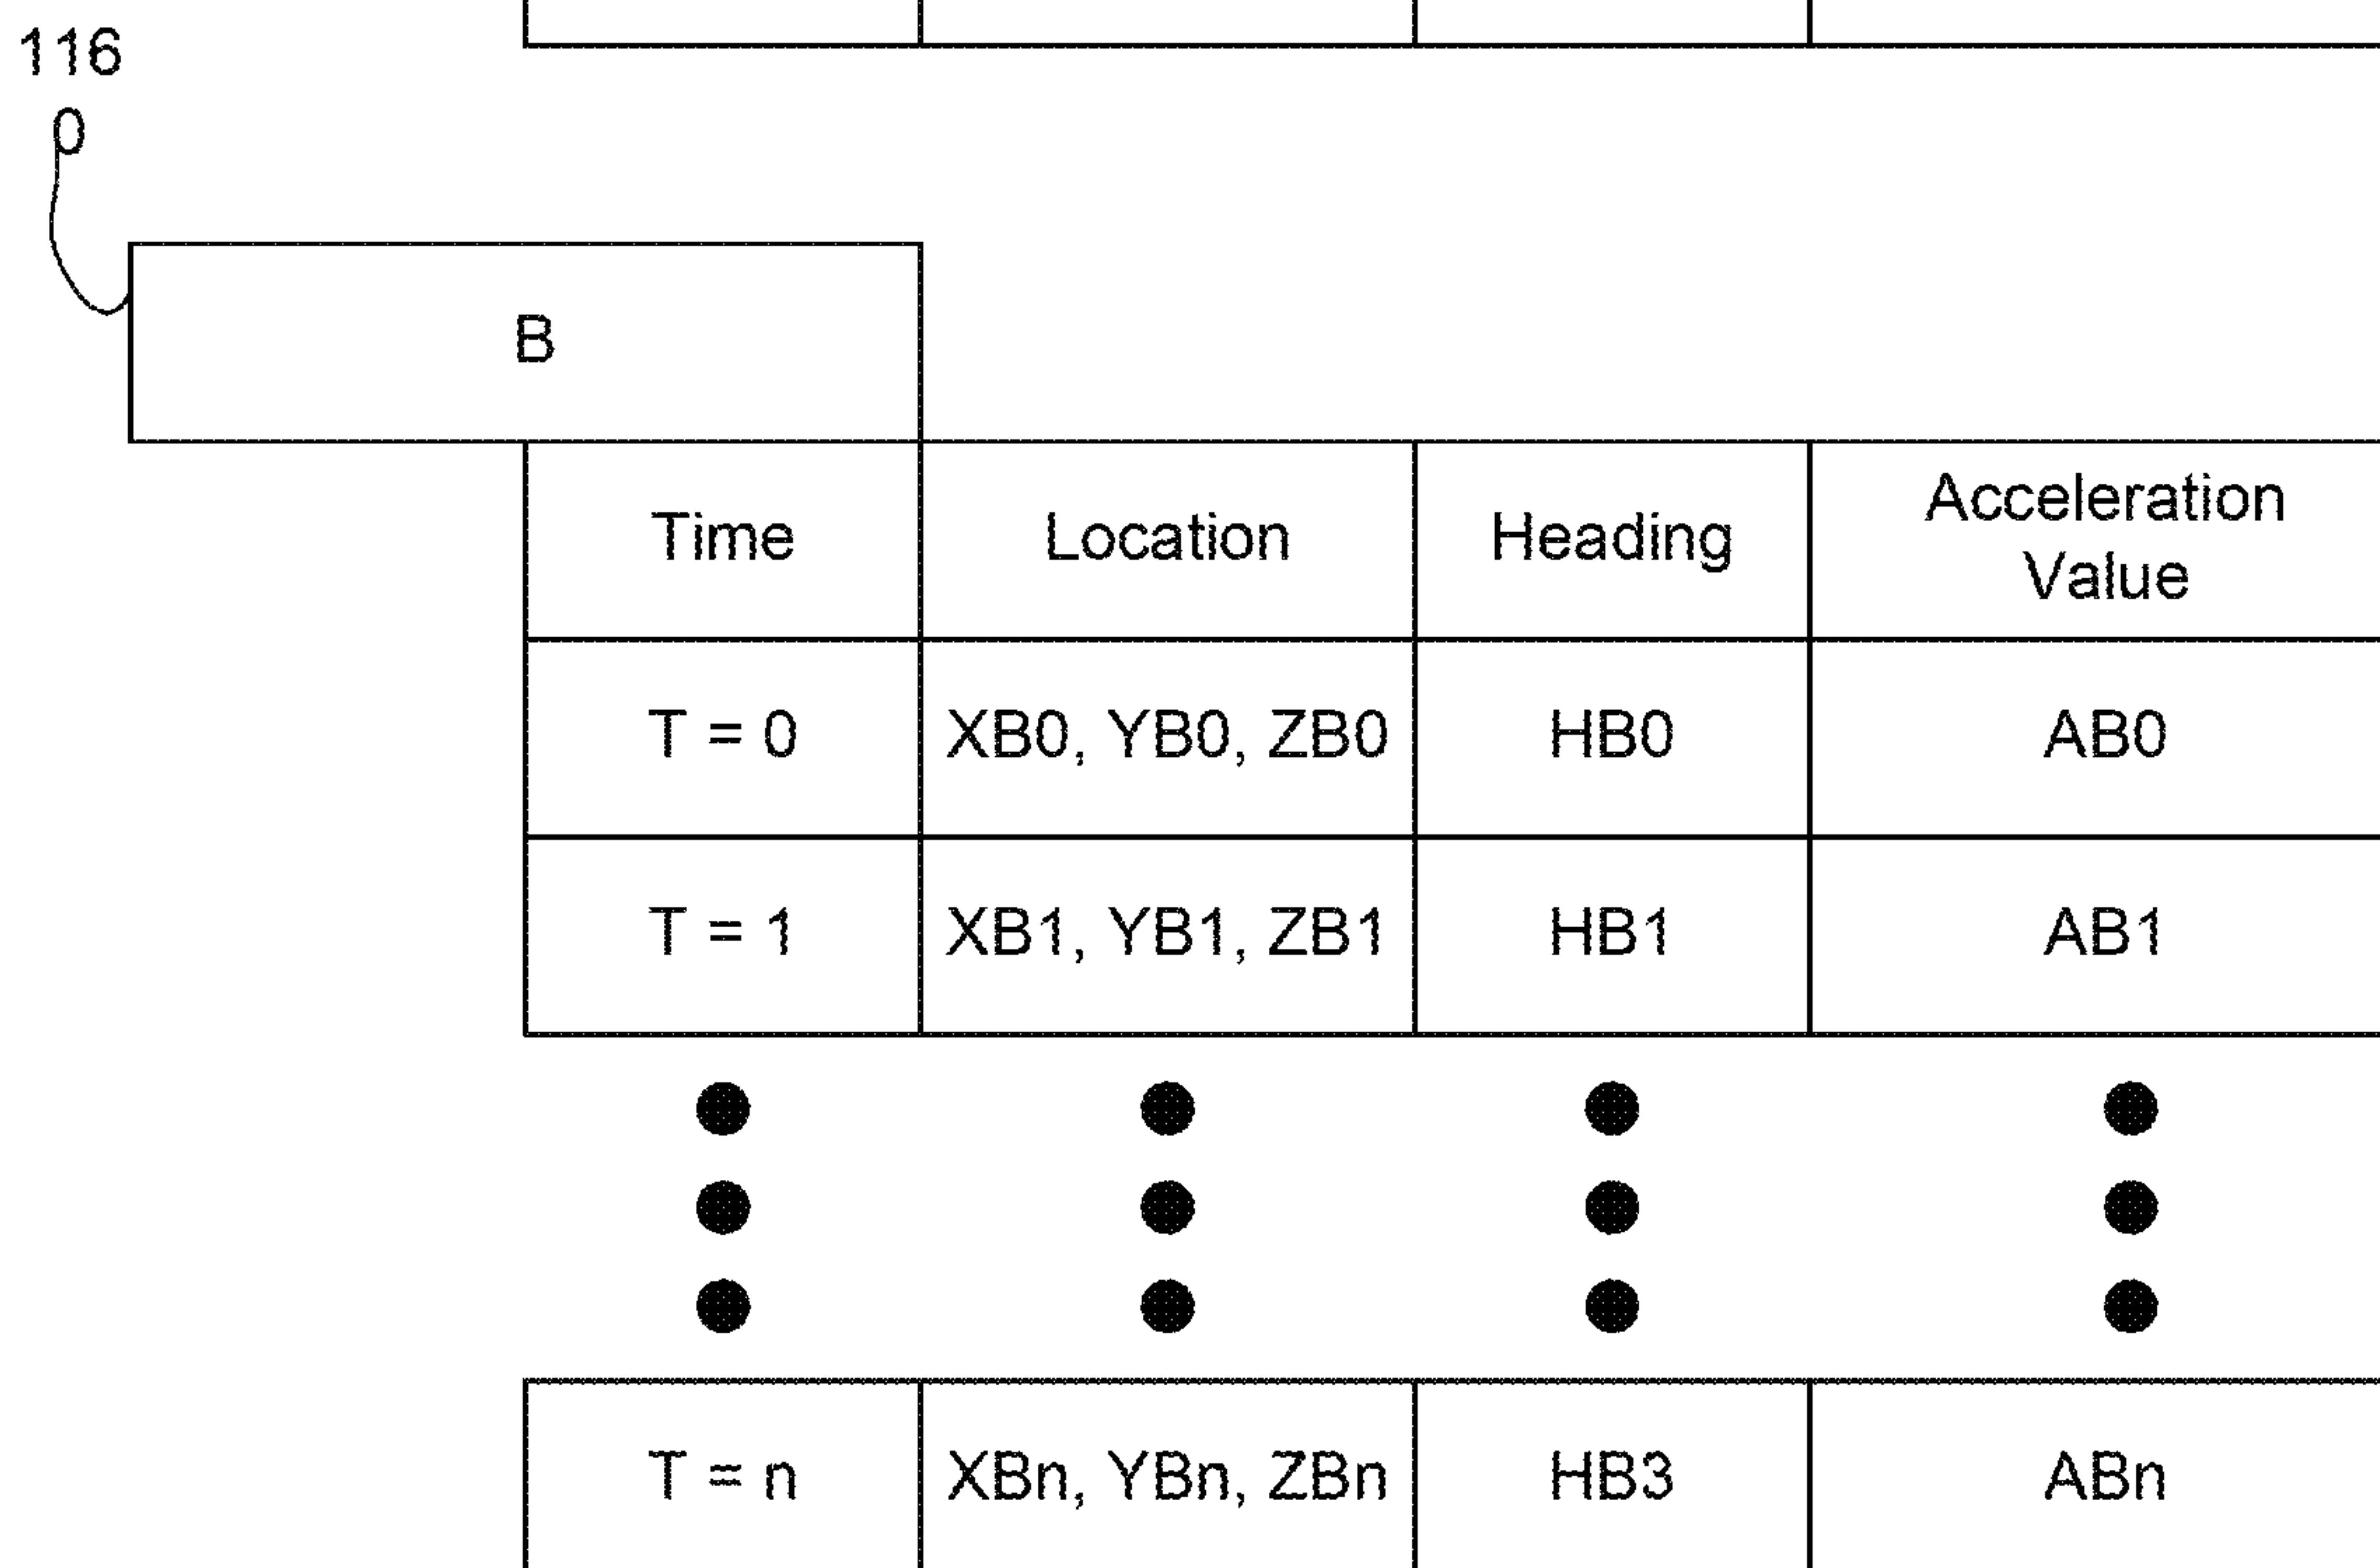 116
B
Time Location Heading Acceleration Value
T = 0 XB0, YB0, ZB0 HB0 AB0
T = 1 XB1, YB1, ZB1 HB1 AB1
T = n XBn, YBn, ZBn HB3 ABn